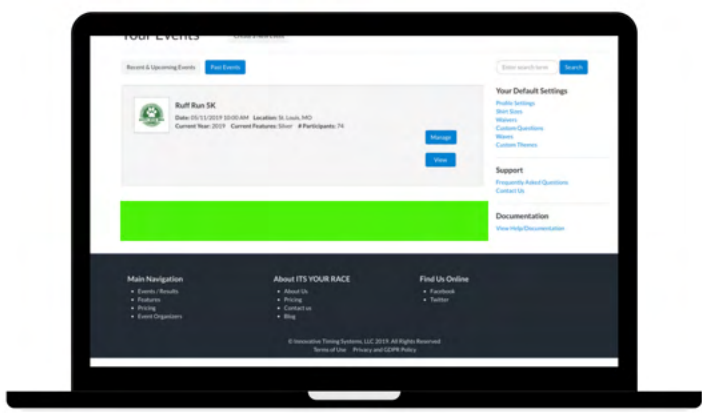 Your Events
Create a New Event
Recent & Upcoming Events
Past Events
Enter search term
Search
Ruff Run 5K
Date: 05/11/2019 10:00 AM Location: St. Louis, MO
Current Year: 2019 Current Features: Silver # Participants: 74
Manage
View
Your Default Settings
Profile Settings
Shirt Sizes
Waivers
Custom Questions
Waves
Custom Themes
Support
Frequently Asked Questions
Contact Us
Documentation
View Help Documentation
Main Navigation
Events / Results
Features
Pricing
Event Organizers
About ITS YOUR RACE
About Us
Pricing
Contact us
Blog
Find Us Online
Facebook
Twitter
© Innovative Timing Systems, LLC 2019. All Rights Reserved
Terms of Use Privacy and GDPR Policy